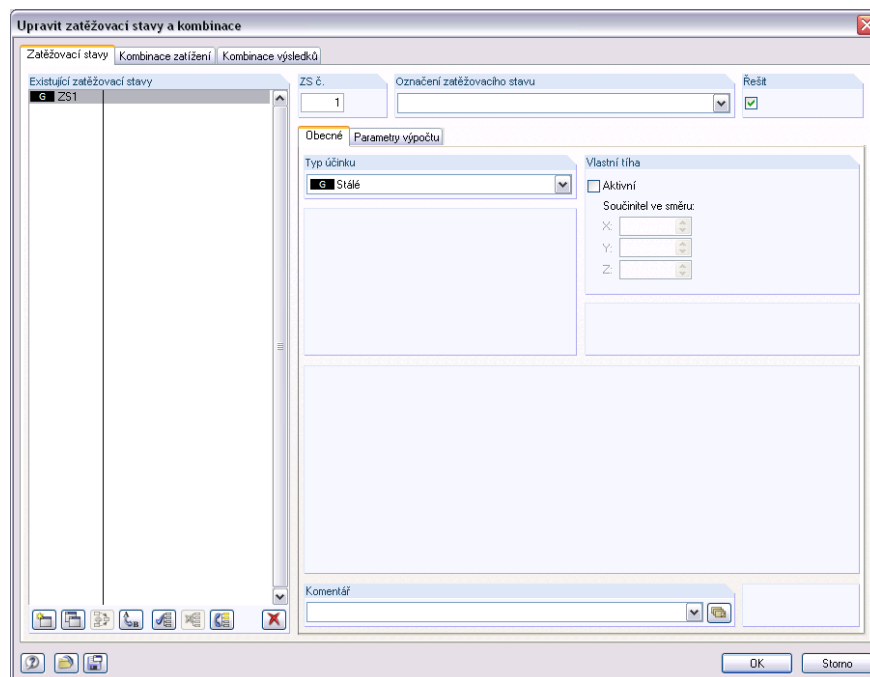 Upravit zatěžovací stavy a kombinace
Zatěžovací stavy Kombinace zatížení Kombinace výsledků
Existující zatěžovací stavy
G ZS1
ZS č.
1
Označení zatěžovacího stavu
Řešit
Obecné Parametry výpočtu
Typ účinku
G Stálé
Vlastní tíha
Aktivní
Součinitel ve směru:
X:
Y:
Z:
Komentář
OK Storno